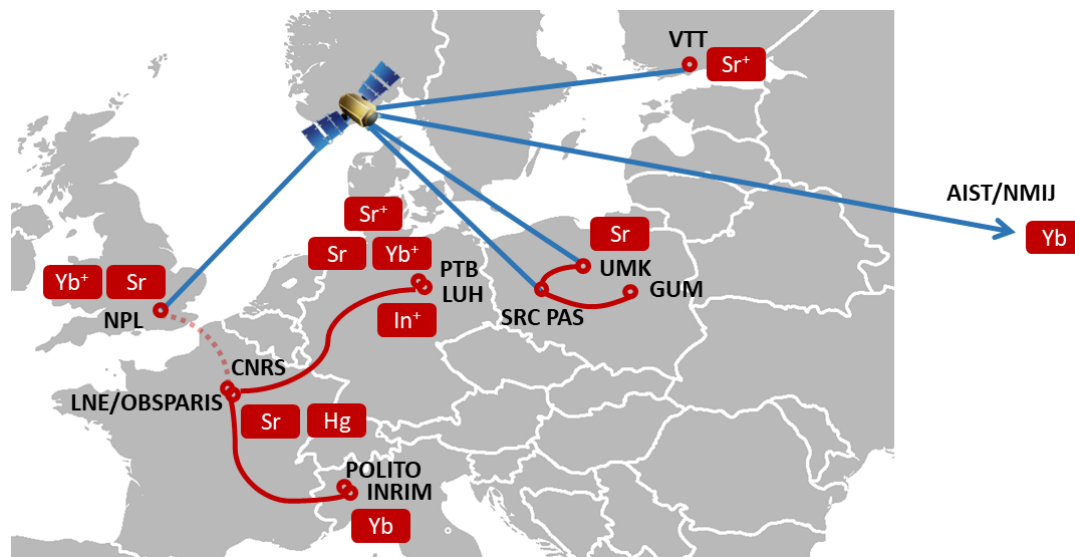 VTT
Sr⁺
AIST/NMIJ
Yb
Sr⁺
Sr
Yb⁺
PTB
LUH
In⁺
Sr
UMK
GUM
SRC PAS
Yb⁺
Sr
NPL
CNRS
LNE/OBSPARIS
Sr
Hg
POLITO
INRIM
Yb